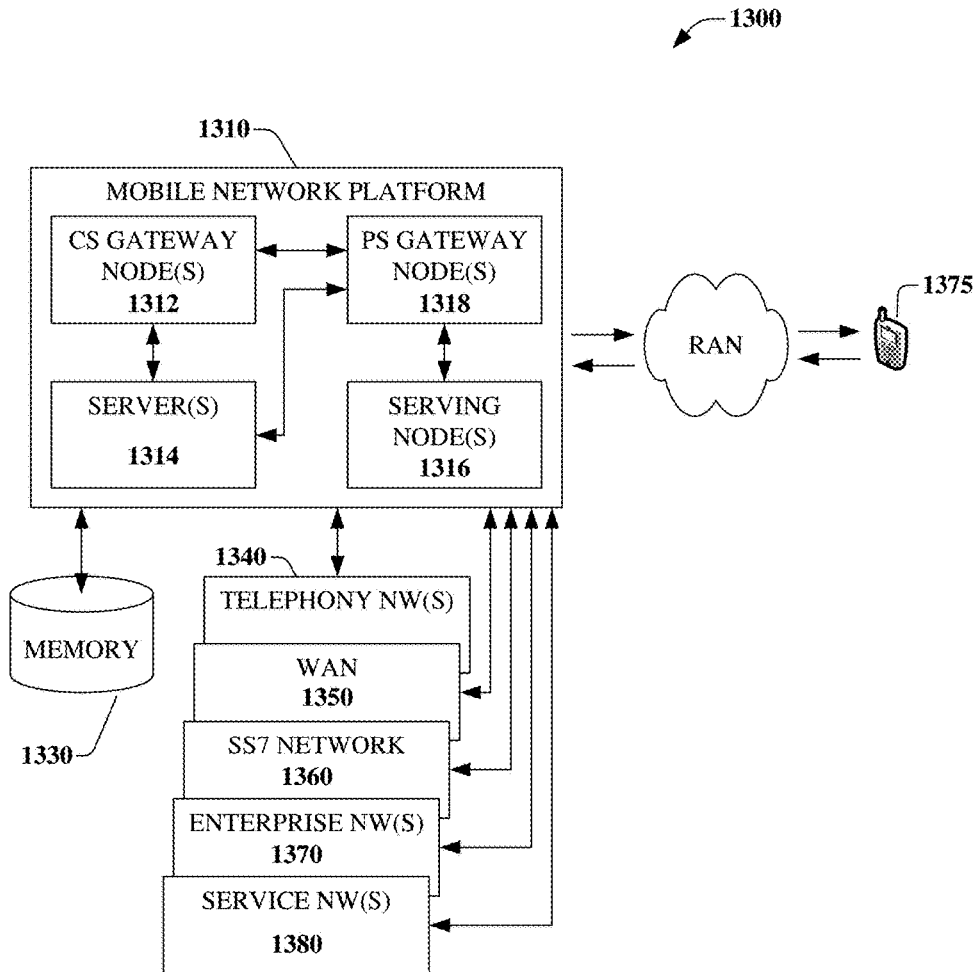 1300
1310
MOBILE NETWORK PLATFORM
CS GATEWAY
NODE(S)
1312
PS GATEWAY
NODE(S)
1318
SERVER(S)
1314
SERVING
NODE(S)
1316
RAN
1375
MEMORY
1330
1340
TELEPHONY NW(S)
WAN
1350
SS7 NETWORK
1360
ENTERPRISE NW(S)
1370
SERVICE NW(S)
1380